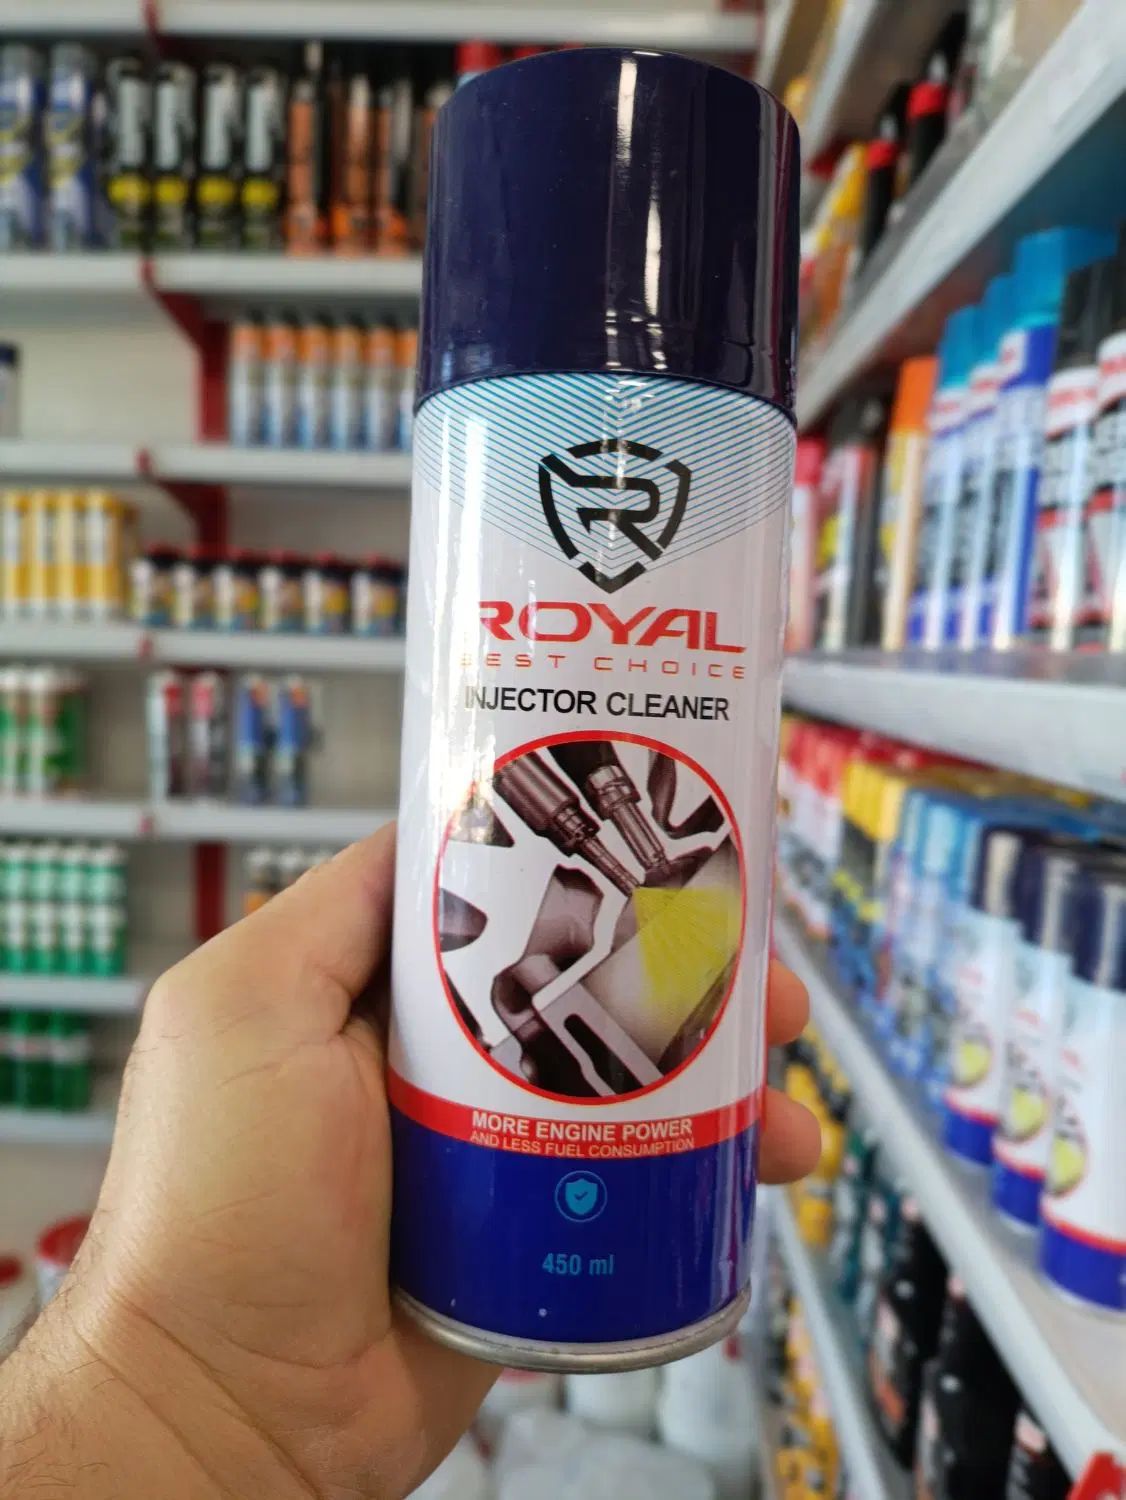 ROYAL
BEST CHOICE
INJECTOR CLEANER
MORE ENGINE POWER
AND LESS FUEL CONSUMPTION
450 ml